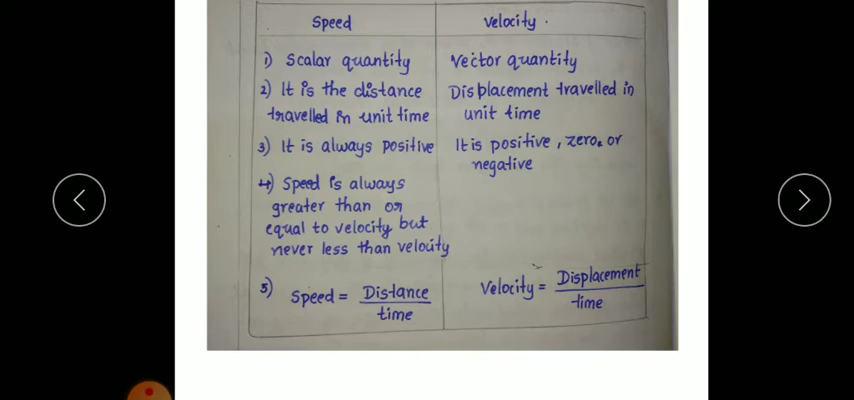 Speed Velocity.
1) Scalar quantity Vector quantity
2) It is the distance Displacement travelled in
travelled in unit time unit time
3) It is always positive It is positive, zero. or
negative
4) Speed is always
greater than or
equal to velocity but
never less than velocity
5) Speed = Distance Velocity = Displacement
time time